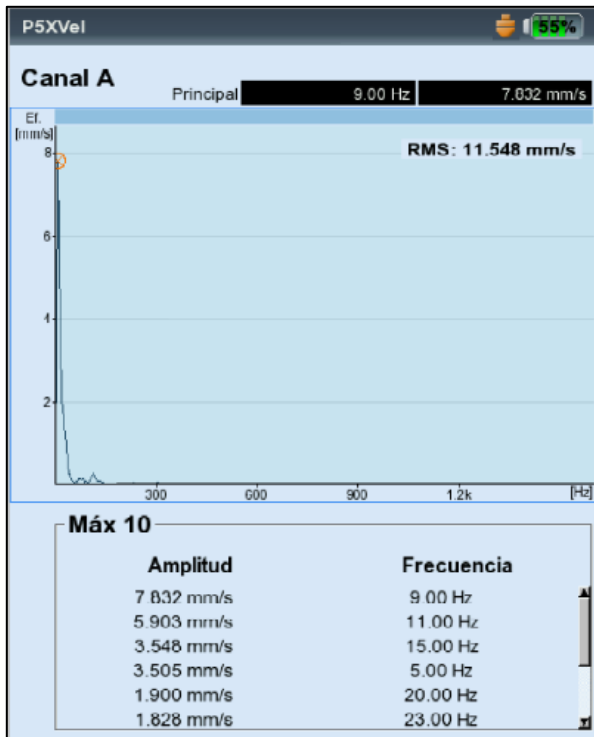 P5XVel 55%
Canal A
Principal 9.00 Hz 7.832 mm/s
Ef.
[mm/s]
RMS: 11.548 mm/s
8
6
4
2
300 600 900 1.2k [Hz]
Máx 10
Amplitud Frecuencia
7.832 mm/s 9.00 Hz
5.903 mm/s 11.00 Hz
3.548 mm/s 15.00 Hz
3.505 mm/s 5.00 Hz
1.900 mm/s 20.00 Hz
1.828 mm/s 23.00 Hz